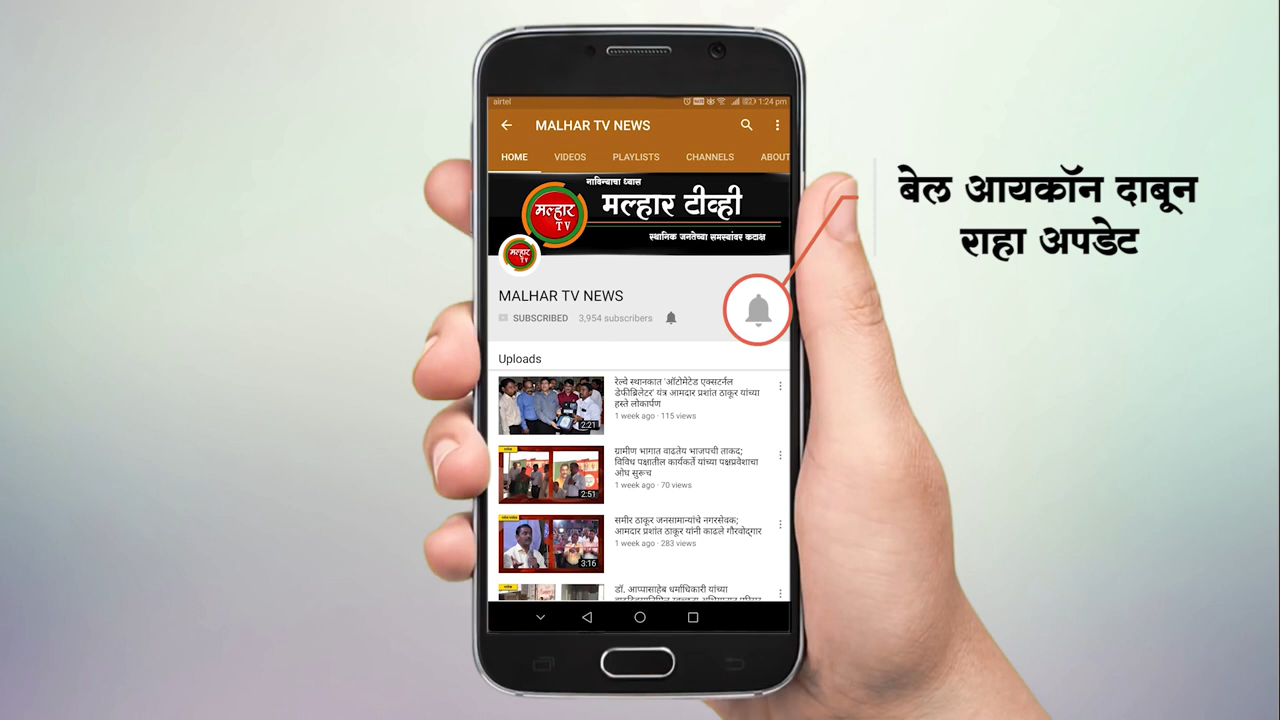 airtel
1:24 pm
MALHAR TV NEWS
HOME VIDEOS PLAYLISTS CHANNELS ABOUT
नाविन्याचा ध्यास
मल्हार टीव्ही
मल्हार
TV
स्थानिक जनतेच्या समस्यांवर कटाक्ष
मल्हार
TV
MALHAR TV NEWS
SUBSCRIBED 3,954 subscribers
बेल आयकॉन दाबून
राहा अपडेट
Uploads
रेल्वे स्थानकात 'ऑटोमेटेड एक्सटर्नल
डेफीब्रिलेटर' यंत्र आमदार प्रशांत ठाकूर यांच्या
हस्ते लोकार्पण
1 week ago · 115 views
2:21
ग्रामीण भागात वाढतेय भाजपची ताकद;
विविध पक्षातील कार्यकर्ते यांच्या पक्षप्रवेशाचा
ओघ सुरूच
1 week ago · 70 views
2:51
समीर ठाकूर जनसामान्यांचे नगरसेवक;
आमदार प्रशांत ठाकूर यांनी काढले गौरवोद्गार
1 week ago · 283 views
3:16
डॉ. आप्पासाहेब धर्माधिकारी यांच्या